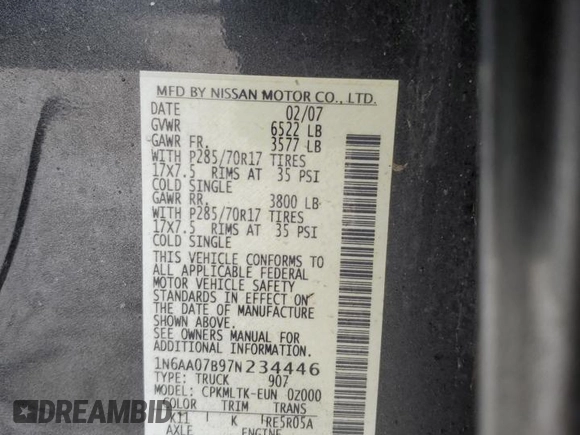 MFD BY NISSAN MOTOR CO., LTD.
DATE 02/07
GVWR 6522 LB
GAWR FR. 3577 LB
WITH P285/70R17 TIRES
17X7.5 RIMS AT 35 PSI
COLD SINGLE
GAWR RR. 3800 LB
WITH P285/70R17 TIRES
17X7.5 RIMS AT 35 PSI
COLD SINGLE
THIS VEHICLE CONFORMS TO
ALL APPLICABLE FEDERAL
MOTOR VEHICLE SAFETY
STANDARDS IN EFFECT ON
THE DATE OF MANUFACTURE
SHOWN ABOVE.
SEE OWNERS MANUAL FOR
ADDITIONAL INFORMATION
1N6AA07B97N234446
TYPE: TRUCK 907
MODEL: CPKMLTK-EUN 0Z000
COLOR TRIM TRANS
K11 K RE5R05A
AXLE ENGINE
DREAMBID